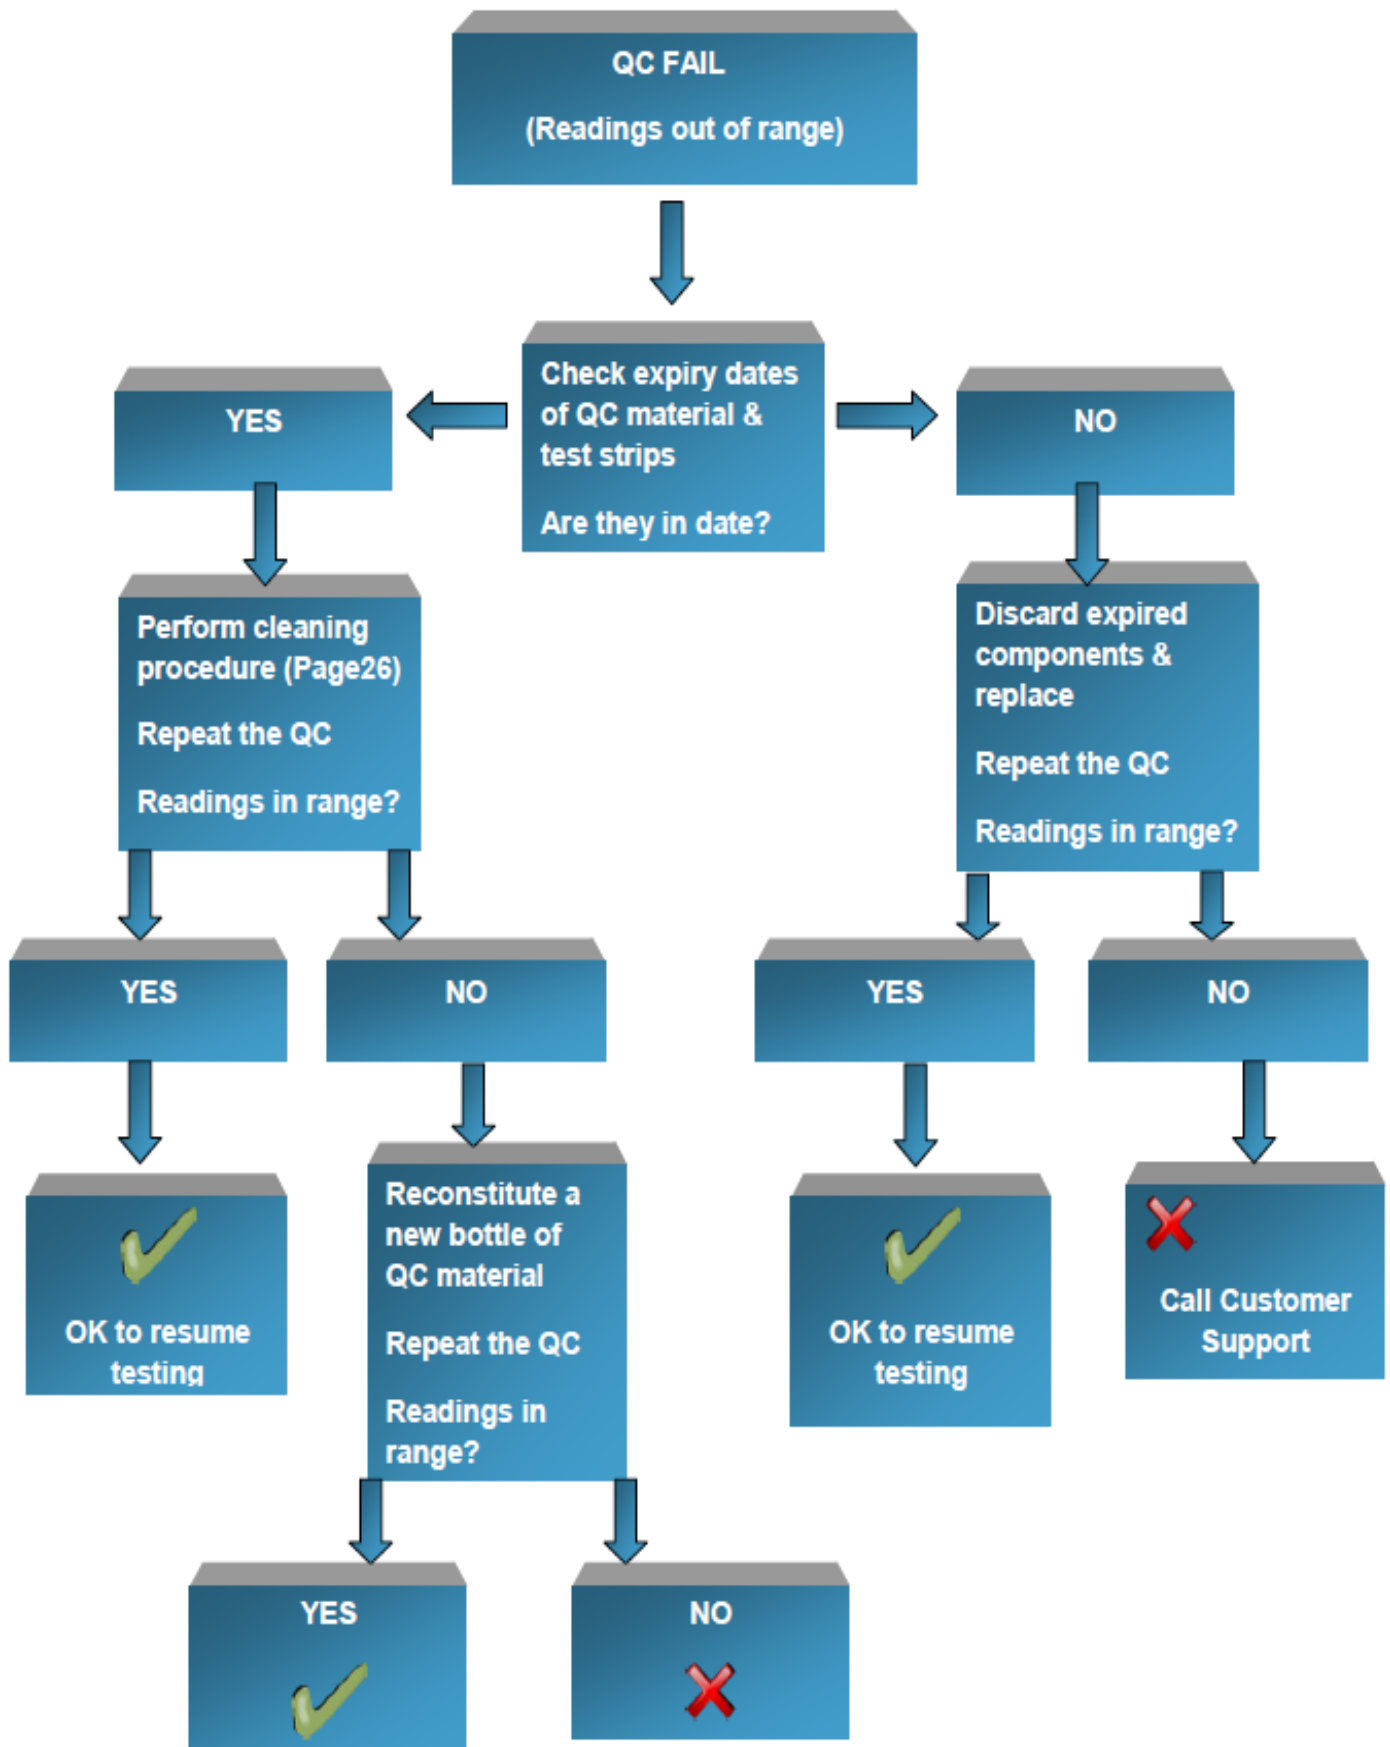 QC FAIL
(Readings out of range)
Check expiry dates
of QC material &
test strips
Are they in date?
YES
NO
Perform cleaning
procedure (Page26)
Repeat the QC
Readings in range?
Discard expired
components &
replace
Repeat the QC
Readings in range?
YES
NO
YES
NO
OK to resume
testing
Reconstitute a
new bottle of
QC material
Repeat the QC
Readings in
range?
OK to resume
testing
Call Customer
Support
YES
NO